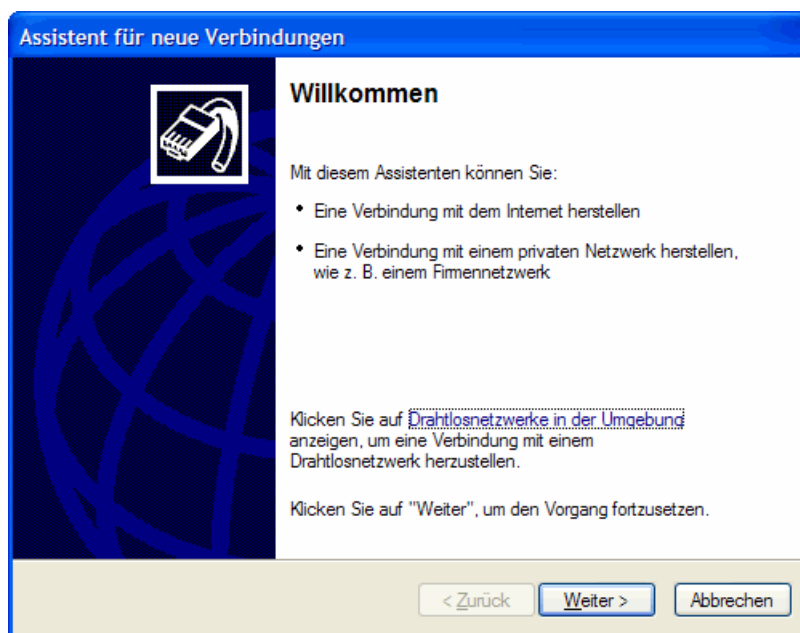 Assistent für neue Verbindungen
Willkommen
Mit diesem Assistenten können Sie:
• Eine Verbindung mit dem Internet herstellen
• Eine Verbindung mit einem privaten Netzwerk herstellen,
wie z. B. einem Firmennetzwerk
Klicken Sie auf Drahtlosnetzwerke in der Umgebung
anzeigen, um eine Verbindung mit einem
Drahtlosnetzwerk herzustellen.
Klicken Sie auf "Weiter", um den Vorgang fortzusetzen.
< Zurück Weiter > Abbrechen